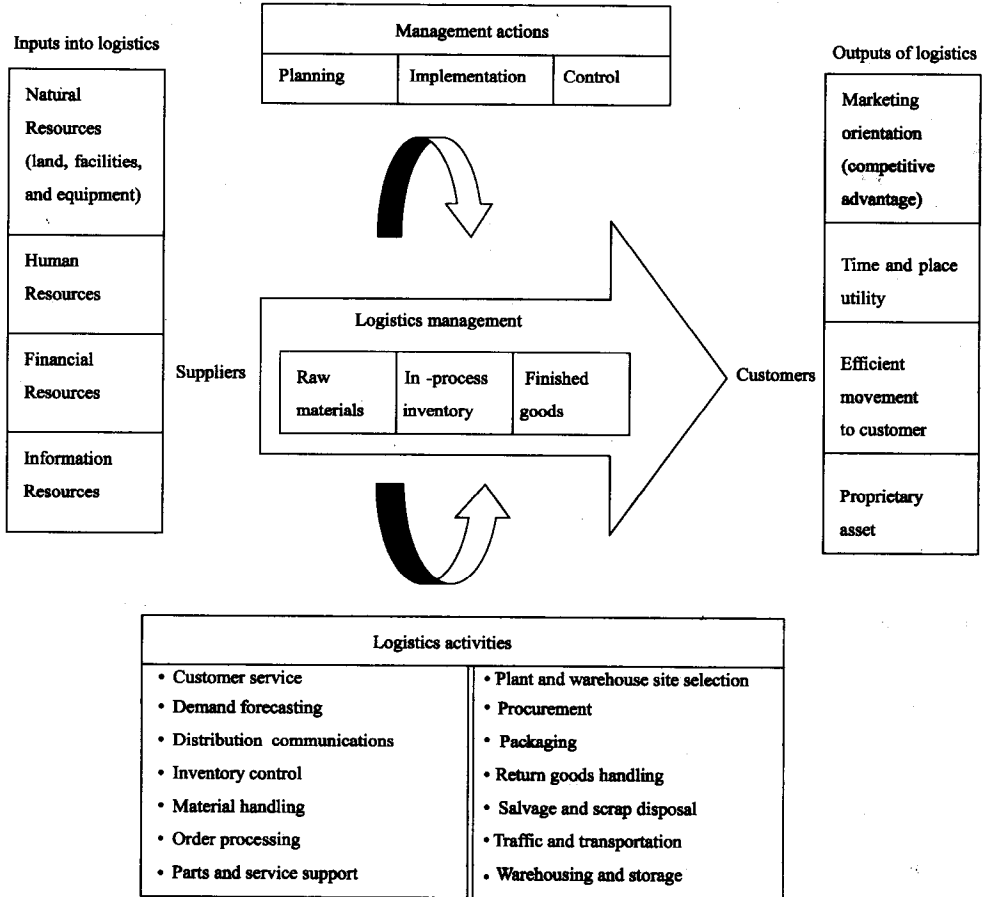 Management actions
Planning
Implementation
Control
Inputs into logistics
Natural
Resources
(land, facilities,
and equipment)
Human
Resources
Financial
Resources
Information
Resources
Suppliers
Logistics management
Raw
materials
In -process
inventory
Finished
goods
Customers
Outputs of logistics
Marketing
orientation
(competitive
advantage)
Time and place
utility
Efficient
movement
to customer
Proprietary
asset
Logistics activities
• Customer service
• Demand forecasting
• Distribution communications
• Inventory control
• Material handling
• Order processing
• Parts and service support
• Plant and warehouse site selection
• Procurement
• Packaging
• Return goods handling
• Salvage and scrap disposal
• Traffic and transportation
• Warehousing and storage